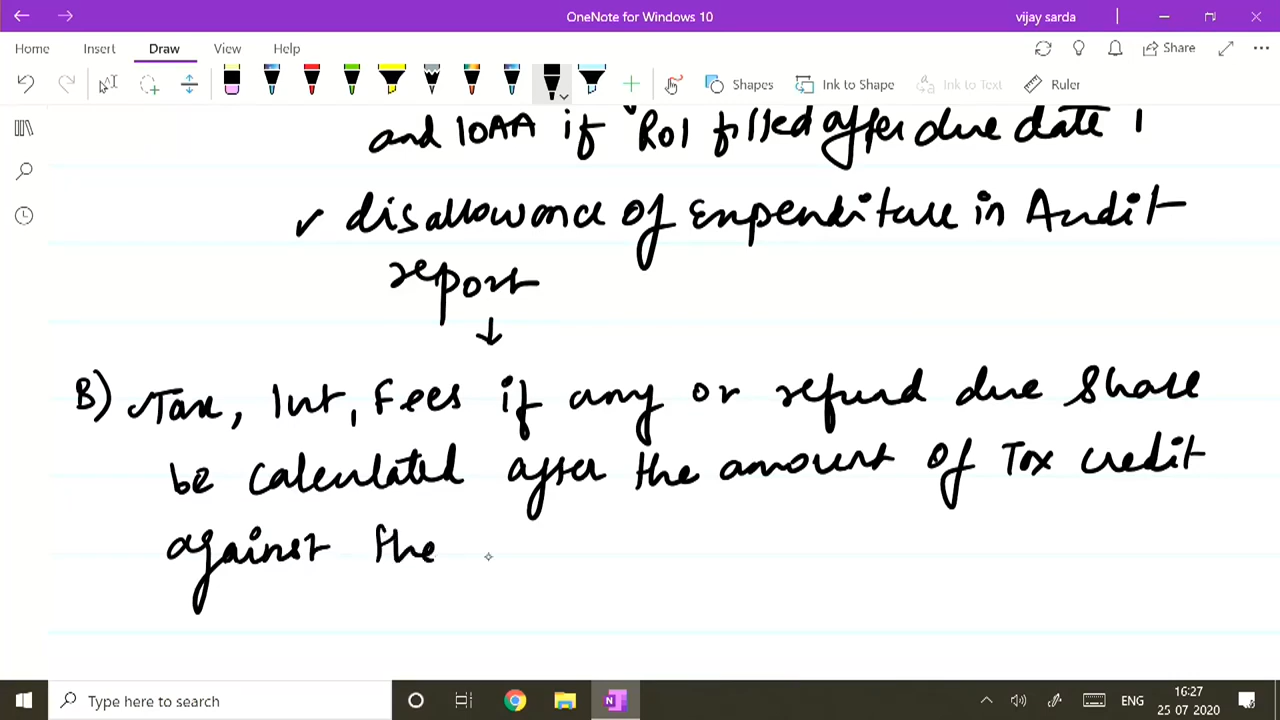 OneNote for Windows 10
vijay sarda
Home Insert Draw View Help
Share
Shapes Ink to Shape Ink to Text Ruler
and 10AA if ROI filled after due date
✓ disallowance of Expenditure in Audit
report
↓
B) Tax, Int, Fees if any or refund due shall
be calculated after the amount of Tax credit
against the
Type here to search
ENG
16:27
25 07 2020